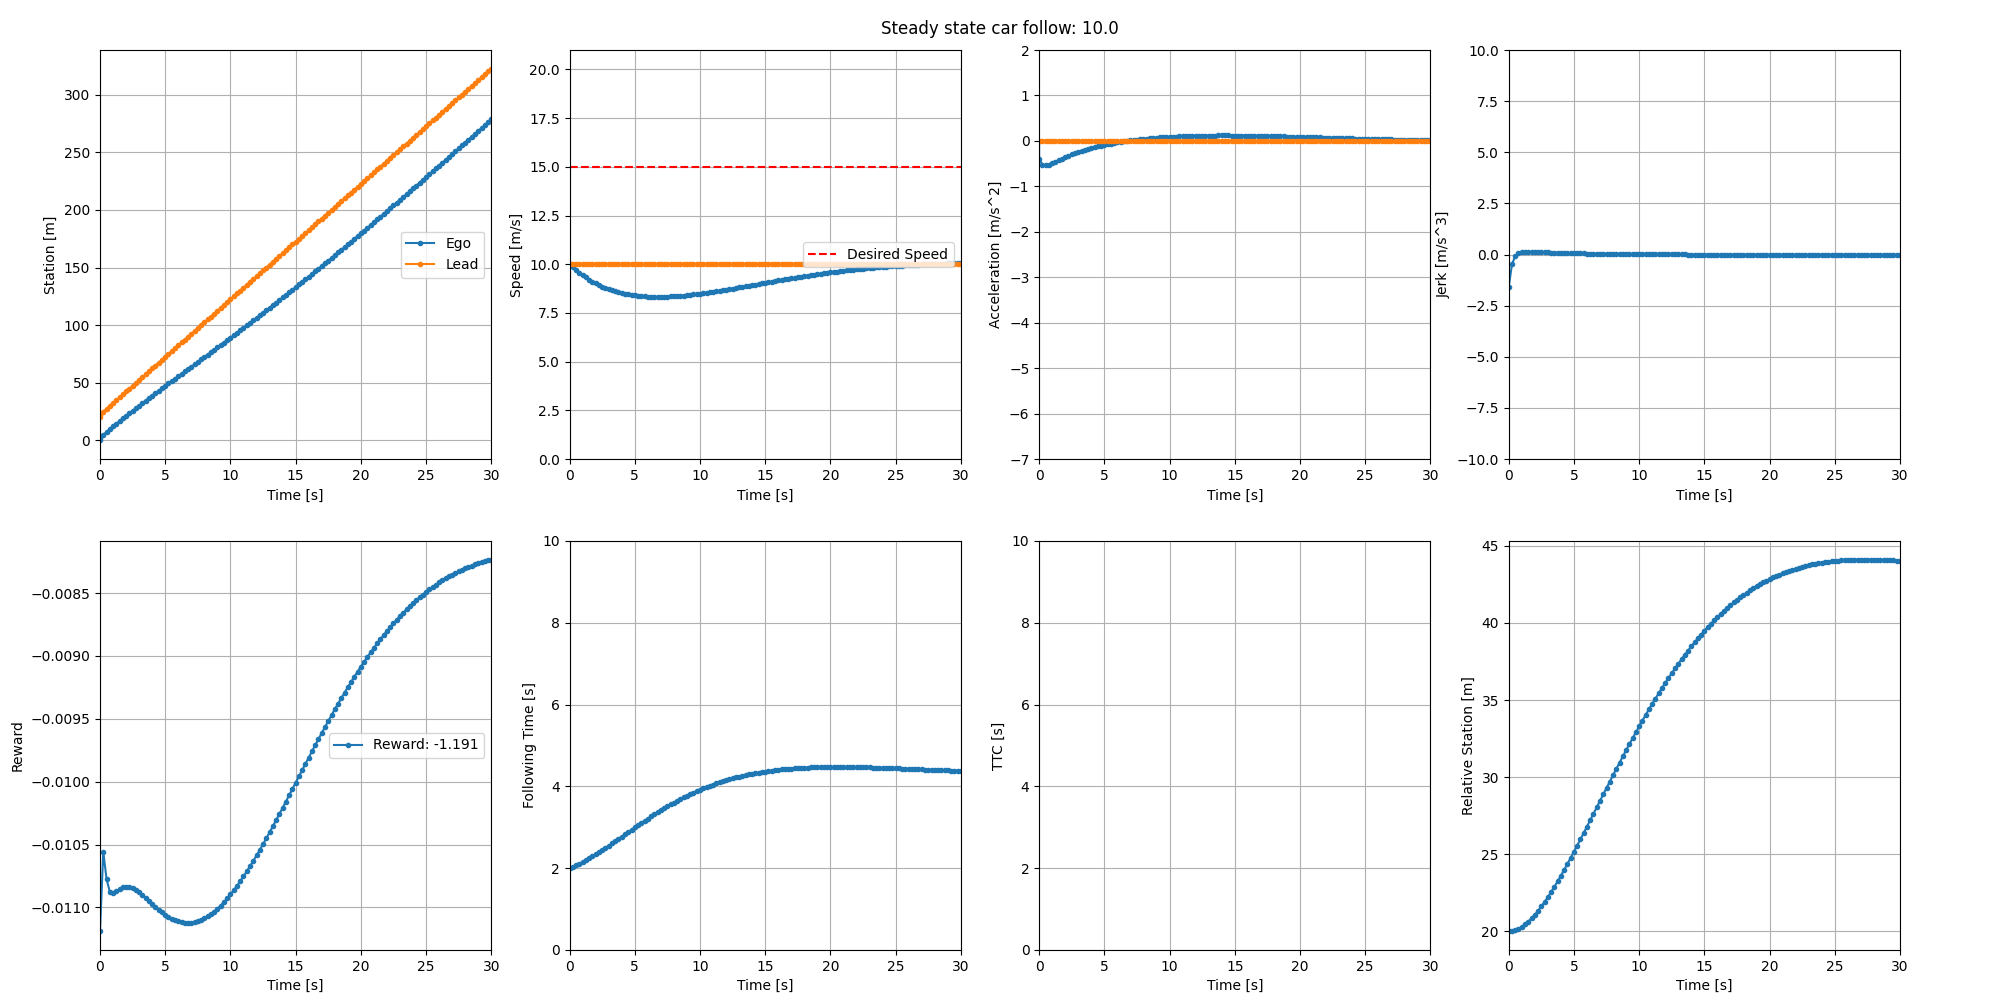 Steady state car follow: 10.0
Station [m]
300
250
200
150
100
50
0
Ego
Lead
0 5 10 15 20 25 30
Time [s]
Speed [m/s]
20.0
17.5
15.0
12.5
10.0
7.5
5.0
2.5
0.0
Desired Speed
0 5 10 15 20 25 30
Time [s]
Acceleration [m/s^2]
2
1
0
−1
−2
−3
−4
−5
−6
−7
0 5 10 15 20 25 30
Time [s]
Jerk [m/s^3]
10.0
7.5
5.0
2.5
0.0
−2.5
−5.0
−7.5
−10.0
0 5 10 15 20 25 30
Time [s]
Reward
−0.0085
−0.0090
−0.0095
−0.0100
−0.0105
−0.0110
Reward: -1.191
0 5 10 15 20 25 30
Time [s]
Following Time [s]
10
8
6
4
2
0
0 5 10 15 20 25 30
Time [s]
TTC [s]
10
8
6
4
2
0
0 5 10 15 20 25 30
Time [s]
Relative Station [m]
45
40
35
30
25
20
0 5 10 15 20 25 30
Time [s]